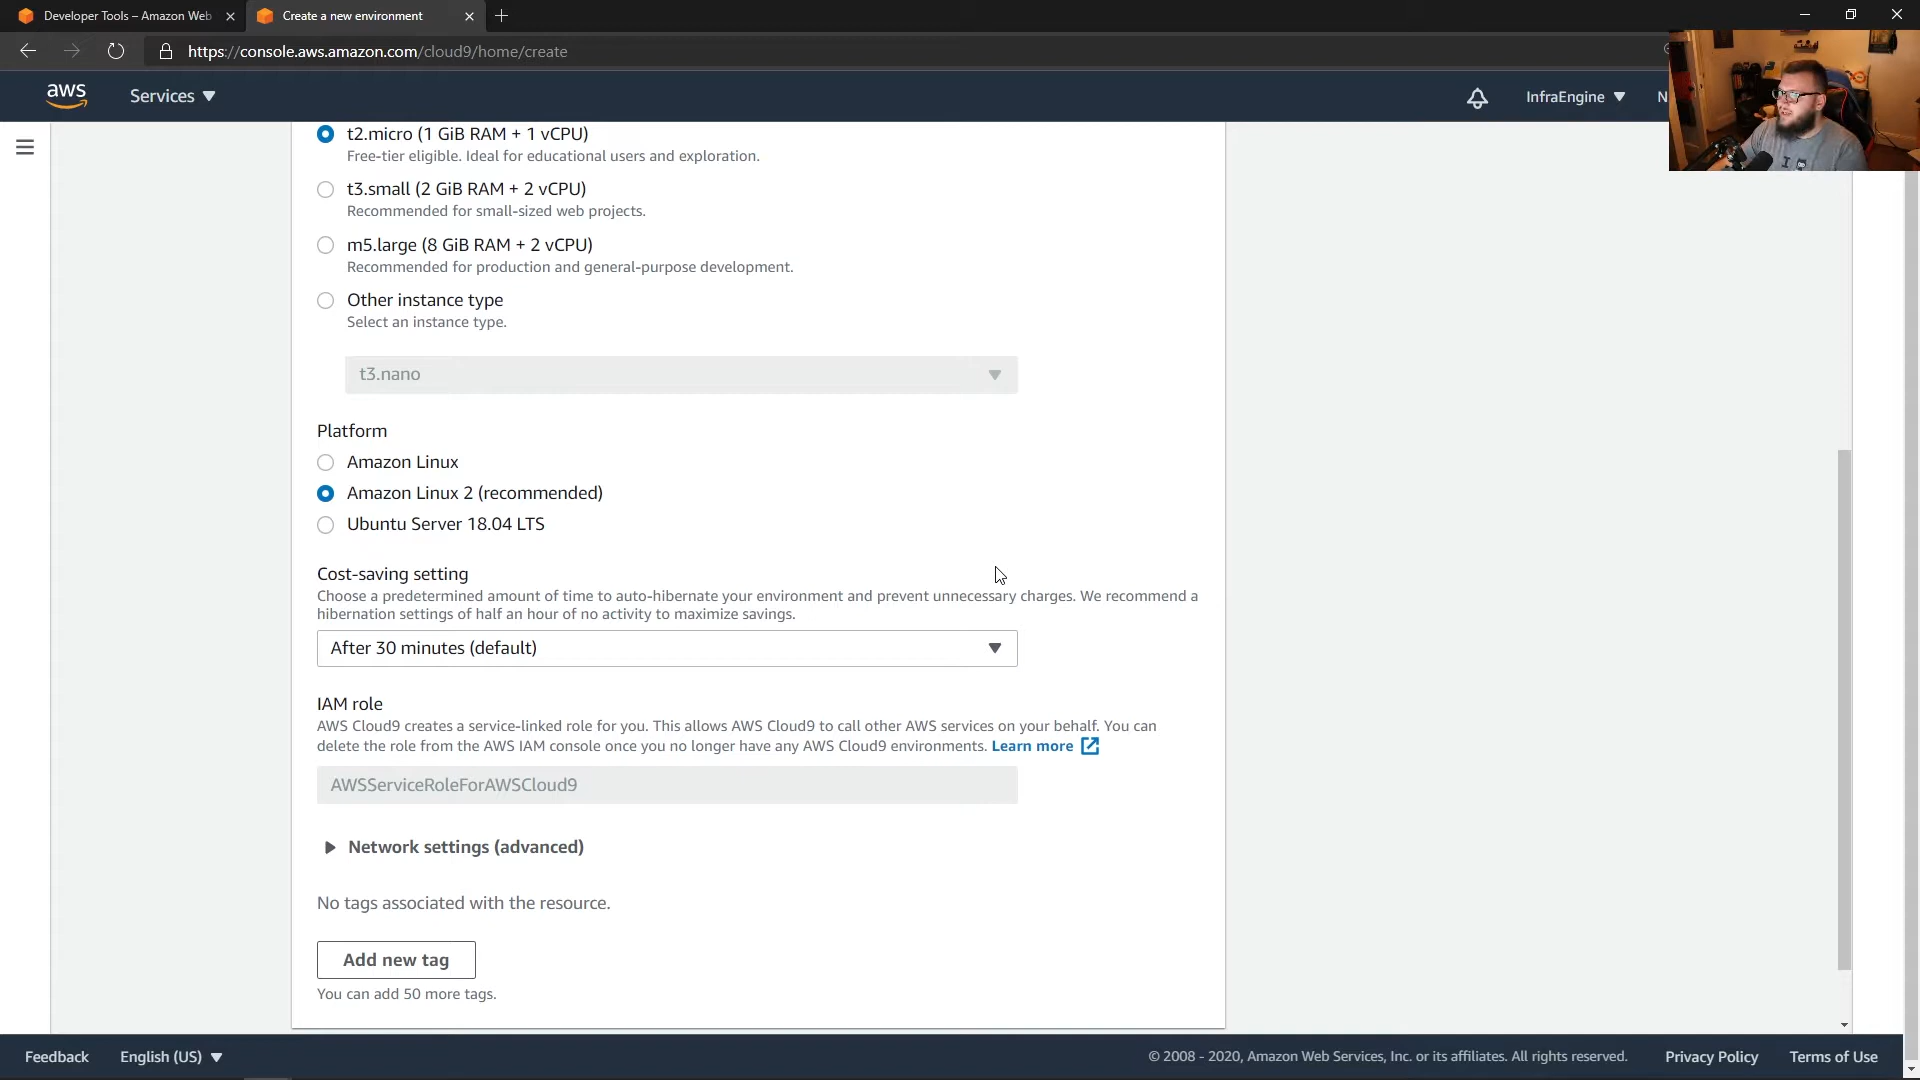 Developer Tools – Amazon Web
Create a new environment
https://console.aws.amazon.com/cloud9/home/create
aws
Services
InfraEngine
N
t2.micro (1 GiB RAM + 1 vCPU)
Free-tier eligible. Ideal for educational users and exploration.
t3.small (2 GiB RAM + 2 vCPU)
Recommended for small-sized web projects.
m5.large (8 GiB RAM + 2 vCPU)
Recommended for production and general-purpose development.
Other instance type
Select an instance type.
t3.nano
Platform
Amazon Linux
Amazon Linux 2 (recommended)
Ubuntu Server 18.04 LTS
Cost-saving setting
Choose a predetermined amount of time to auto-hibernate your environment and prevent unnecessary charges. We recommend a
hibernation settings of half an hour of no activity to maximize savings.
After 30 minutes (default)
IAM role
AWS Cloud9 creates a service-linked role for you. This allows AWS Cloud9 to call other AWS services on your behalf. You can
delete the role from the AWS IAM console once you no longer have any AWS Cloud9 environments. Learn more
AWSServiceRoleForAWSCloud9
Network settings (advanced)
No tags associated with the resource.
Add new tag
You can add 50 more tags.
Feedback
English (US)
© 2008 - 2020, Amazon Web Services, Inc. or its affiliates. All rights reserved.
Privacy Policy
Terms of Use